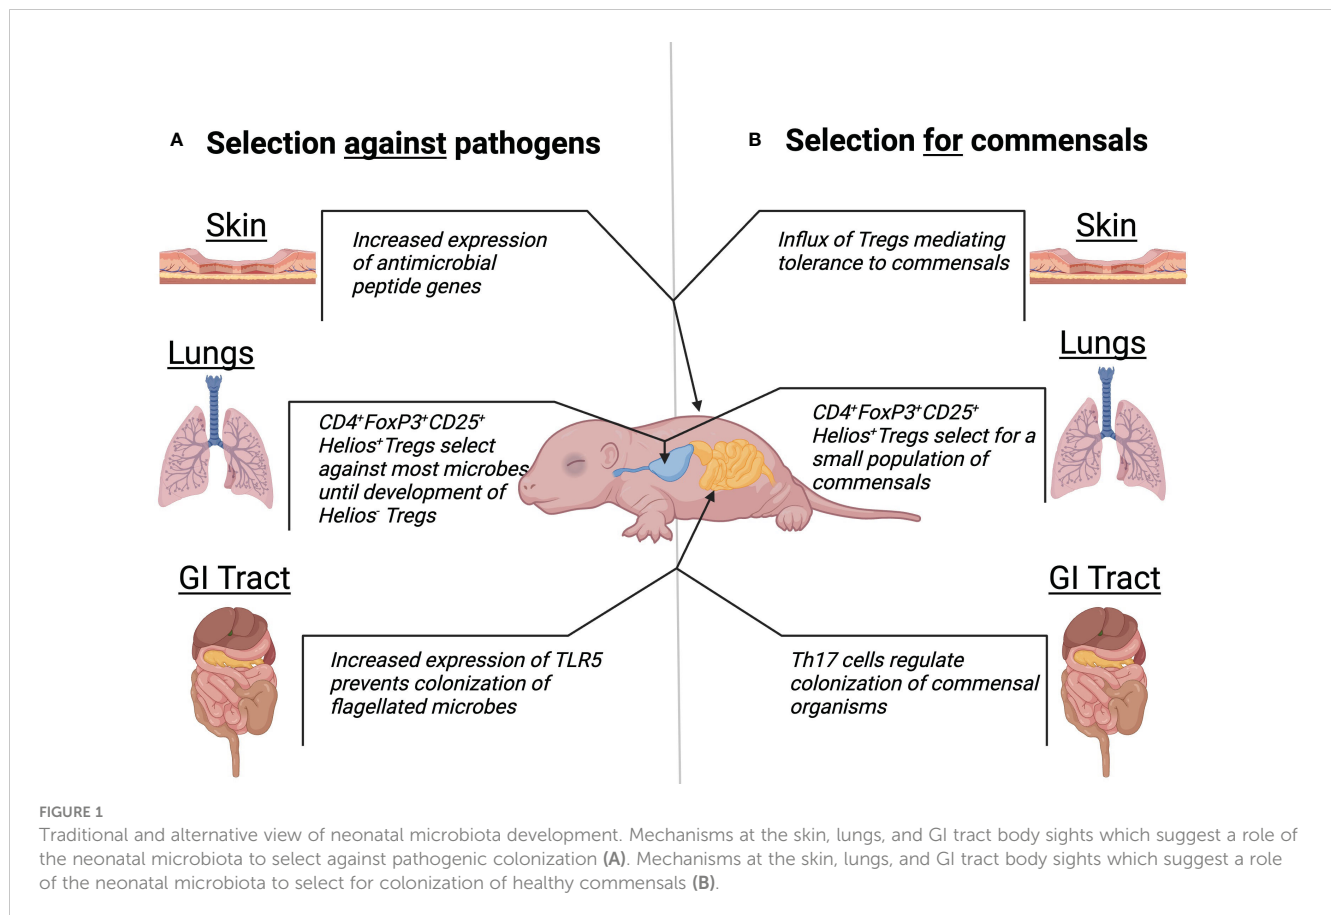 A Selection against pathogens
Skin
Increased expression
of antimicrobial
peptide genes
Lungs
CD4⁺FoxP3⁺CD25⁺
Helios⁺Tregs select
against most microbes
until development of
Helios⁻ Tregs
GI Tract
Increased expression of TLR5
prevents colonization of
flagellated microbes
B Selection for commensals
Skin
Influx of Tregs mediating
tolerance to commensals
Lungs
CD4⁺FoxP3⁺CD25⁺
Helios⁺Tregs select for a
small population of
commensals
GI Tract
Th17 cells regulate
colonization of commensal
organisms
FIGURE 1
Traditional and alternative view of neonatal microbiota development. Mechanisms at the skin, lungs, and GI tract body sights which suggest a role of
the neonatal microbiota to select against pathogenic colonization (A). Mechanisms at the skin, lungs, and GI tract body sights which suggest a role
of the neonatal microbiota to select for colonization of healthy commensals (B).